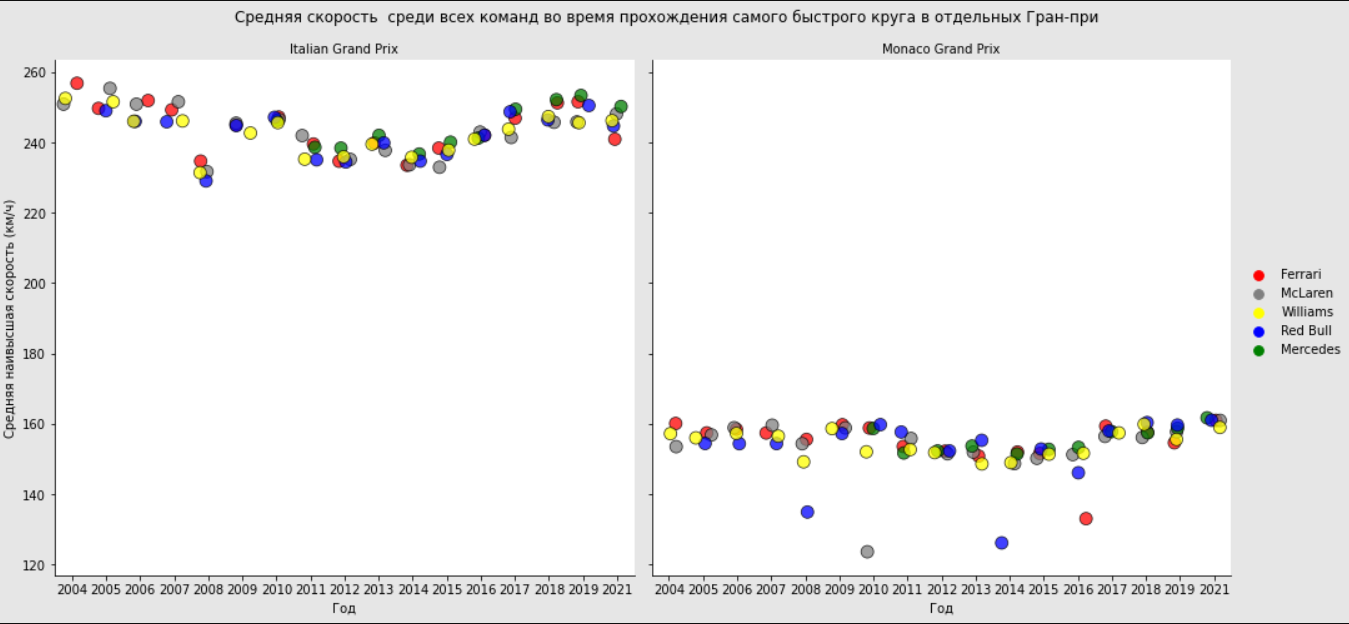 Средняя скорость  среди всех команд во время прохождения самого быстрого круга в отдельных Гран-при
Italian Grand Prix
Monaco Grand Prix
Средняя наивысшая скорость (км/ч)
260
240
220
200
180
160
140
120
2004 2005 2006 2007 2008 2009 2010 2011 2012 2013 2014 2015 2016 2017 2018 2019 2021
2004 2005 2006 2007 2008 2009 2010 2011 2012 2013 2014 2015 2016 2017 2018 2019 2021
Год
Год
Ferrari
McLaren
Williams
Red Bull
Mercedes